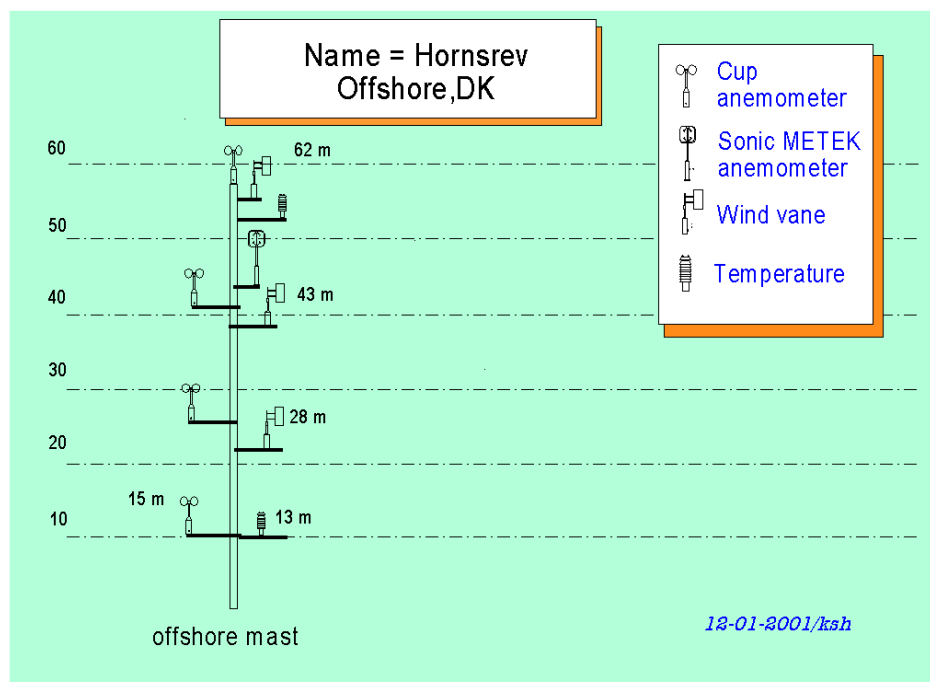 Name = Hornsrev
Offshore,DK
Cup
anemometer
Sonic METEK
anemometer
Wind vane
Temperature
60
62 m
50
40
43 m
30
28 m
20
15 m
10
13 m
offshore mast
12-01-2001/ksh